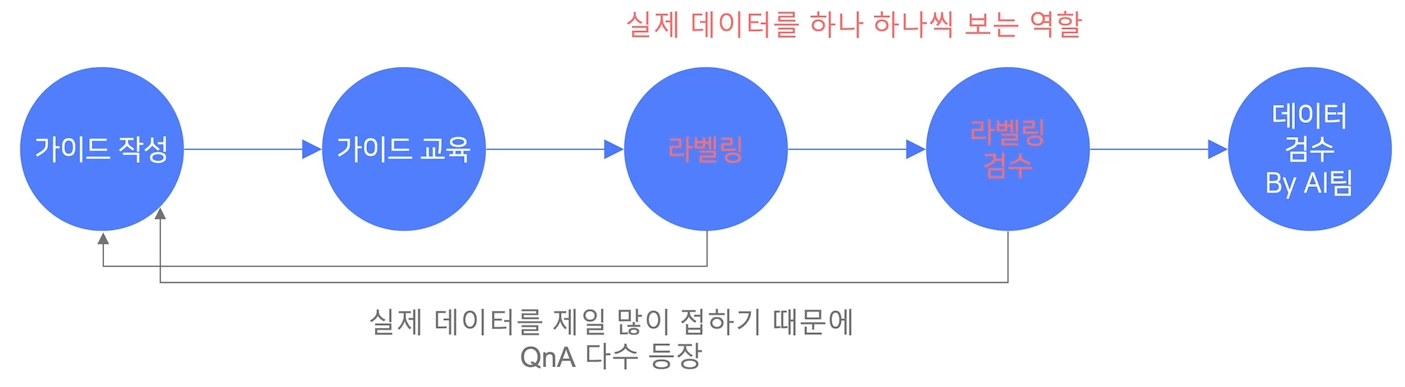 실제 데이터를 하나 하나씩 보는 역할
가이드 작성
가이드 교육
라벨링
라벨링
검수
데이터
검수
By AI팀
실제 데이터를 제일 많이 접하기 때문에
QnA 다수 등장